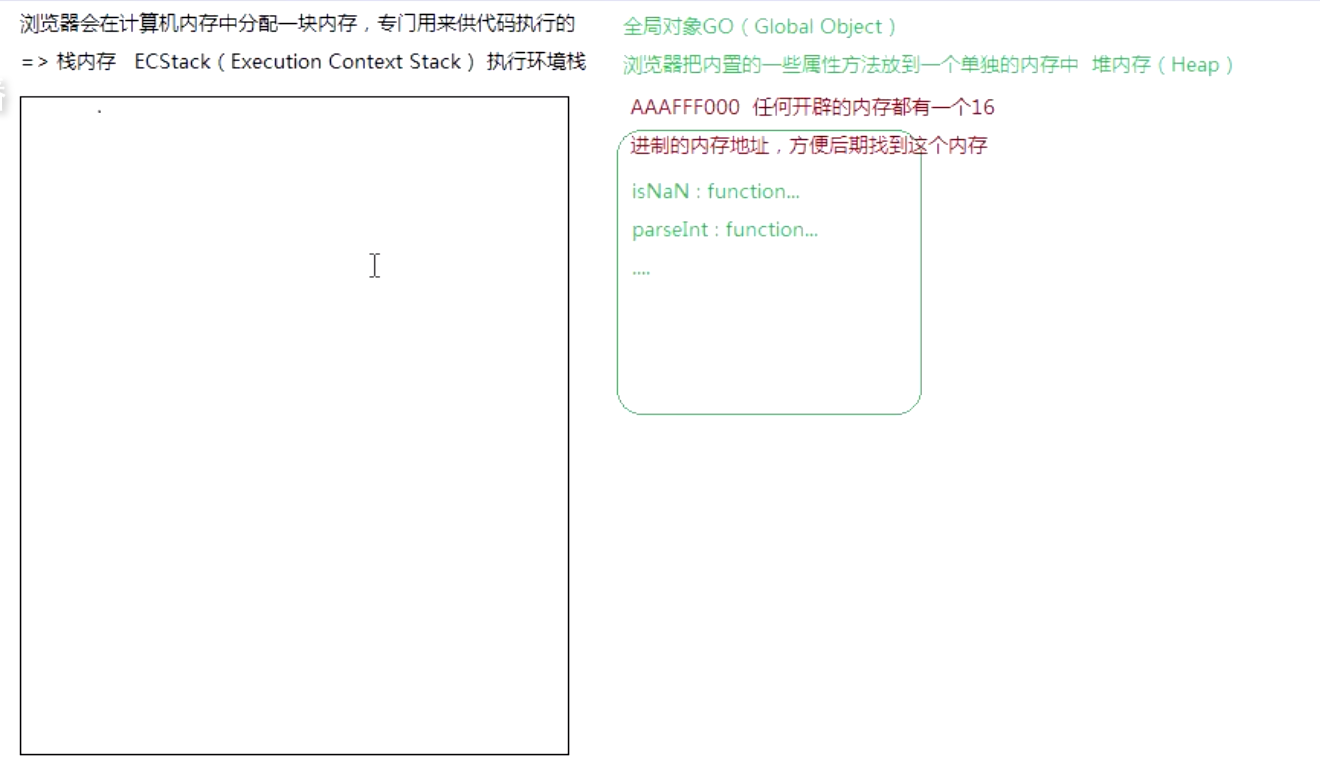 浏览器会在计算机内存中分配一块内存，专门用来供代码执行的
=> 栈内存 ECStack（Execution Context Stack） 执行环境栈
全局对象GO（Global Object）
浏览器把内置的一些属性方法放到一个单独的内存中 堆内存（Heap）
AAAFFF000 任何开辟的内存都有一个16
进制的内存地址，方便后期找到这个内存
isNaN : function...
parseInt : function...
....